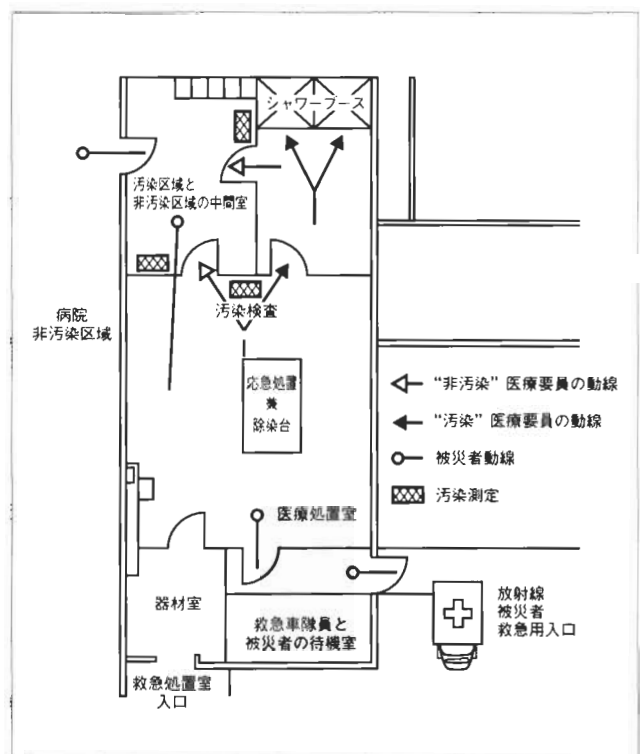 シャワーブース
汚染区域と
非汚染区域の中間室
汚染検査
病院
非汚染区域
応急処置
兼
除染台
“非汚染”医療要員の動線
“汚染”医療要員の動線
被災者動線
汚染測定
医療処置室
器材室
救急車隊員と
被災者の待機室
放射線
被災者
救急用入口
救急処置室
入口